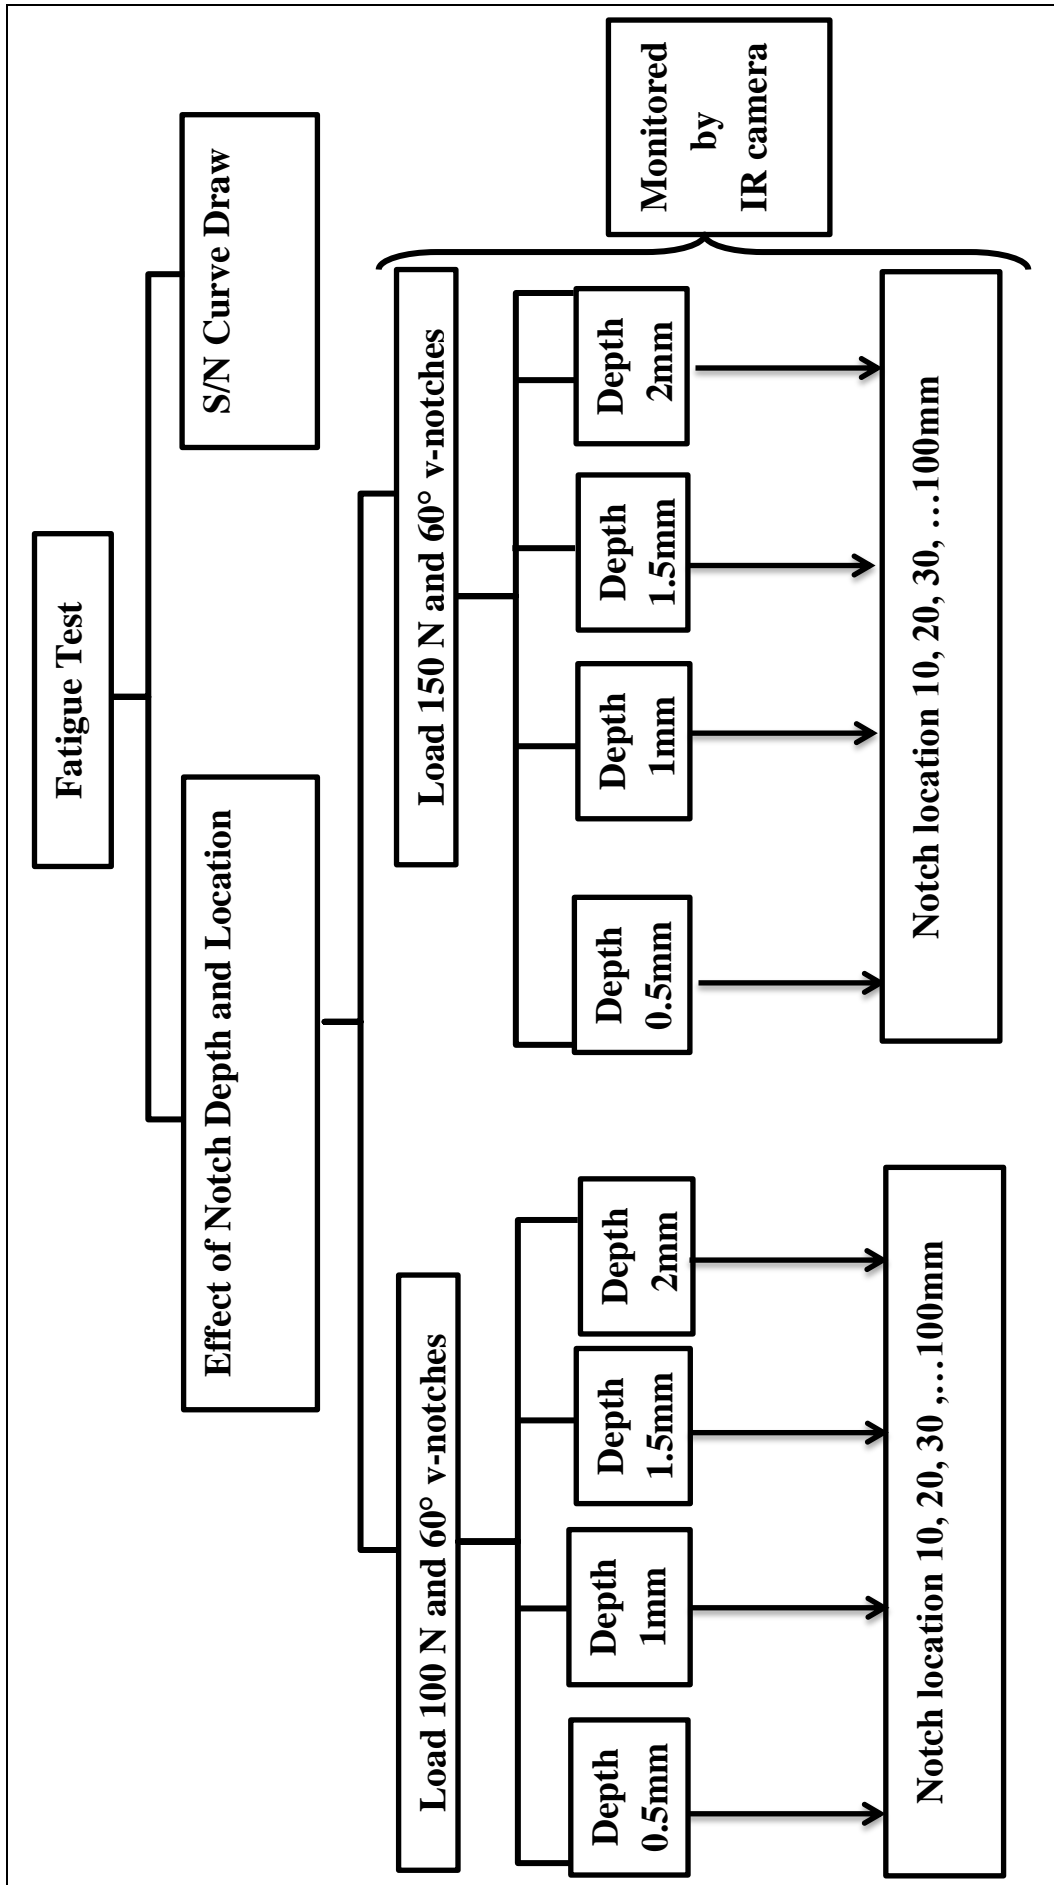 Fatigue Test
Effect of Notch Depth and Location
S/N Curve Draw
Load 100 N and 60° v-notches
Load 150 N and 60° v-notches
Depth
0.5mm
Depth
1mm
Depth
1.5mm
Depth
2mm
Depth
0.5mm
Depth
1mm
Depth
1.5mm
Depth
2mm
Notch location 10, 20, 30 ,…100mm
Notch location 10, 20, 30, …100mm
Monitored
by
IR camera